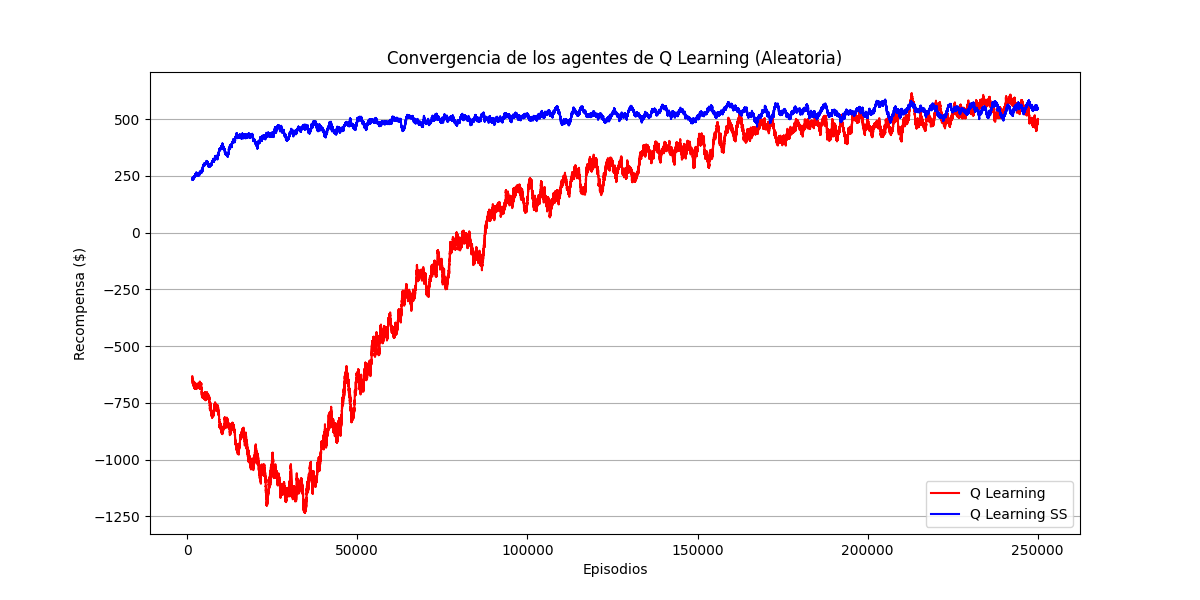 Convergencia de los agentes de Q Learning (Aleatoria)
Recompensa ($)
500
250
0
−250
−500
−750
−1000
−1250
0
50000
100000
150000
200000
250000
Episodios
Q Learning
Q Learning SS